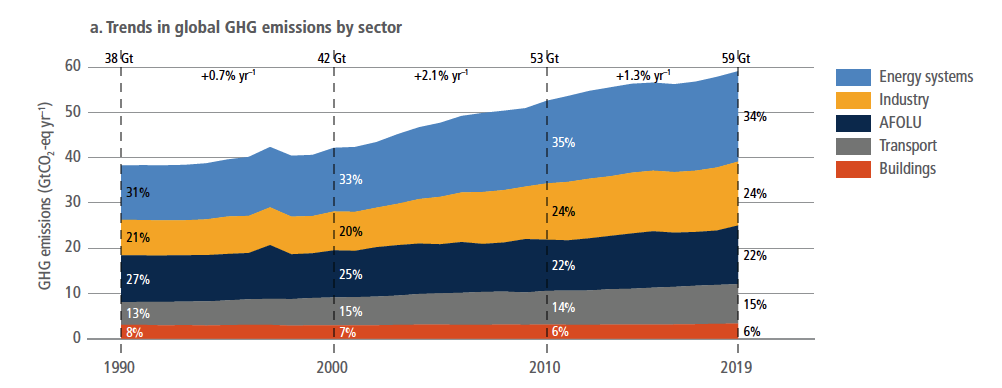 a. Trends in global GHG emissions by sector
38 Gt 42 Gt 53 Gt 59 Gt
+0.7% yr⁻¹ +2.1% yr⁻¹ +1.3% yr⁻¹
GHG emissions (GtCO₂-eq yr⁻¹)
60
50
40
30
20
10
0
31% 33% 35% 34%
21% 20% 24% 24%
27% 25% 22% 22%
13% 15% 14% 15%
8% 7% 6% 6%
1990 2000 2010 2019
Energy systems
Industry
AFOLU
Transport
Buildings